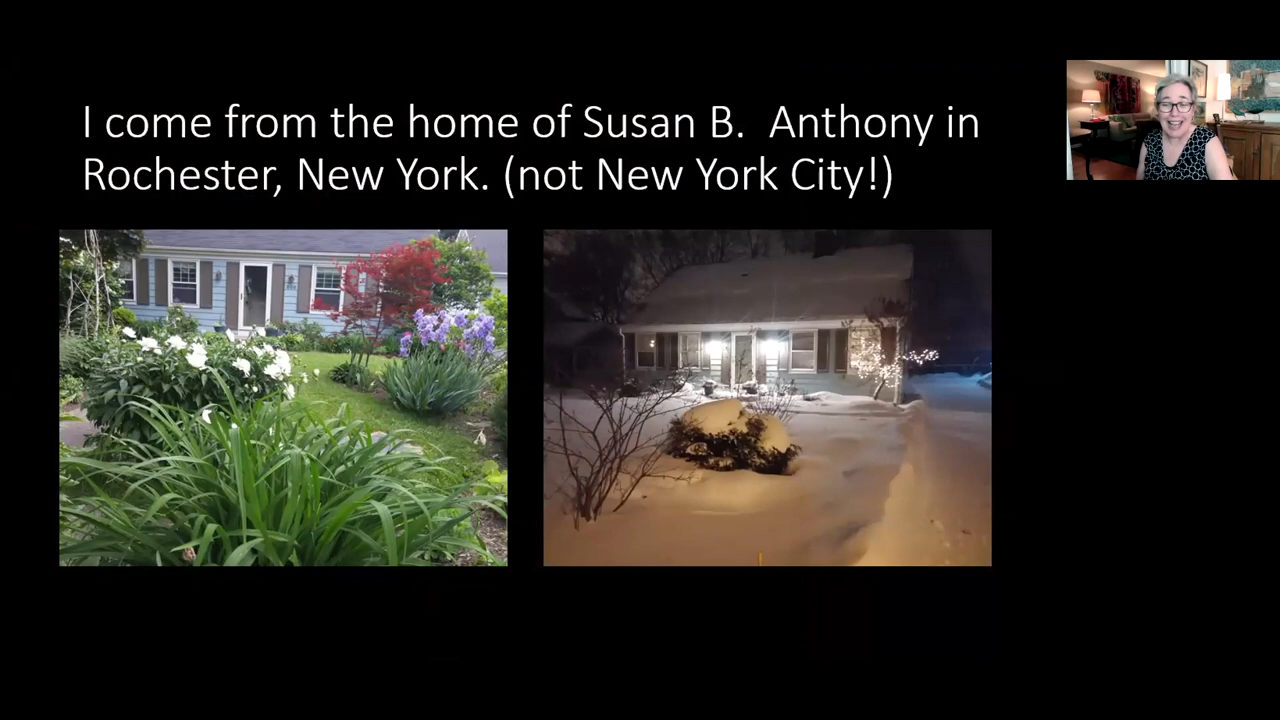 I come from the home of Susan B.  Anthony in
Rochester, New York. (not New York City!)